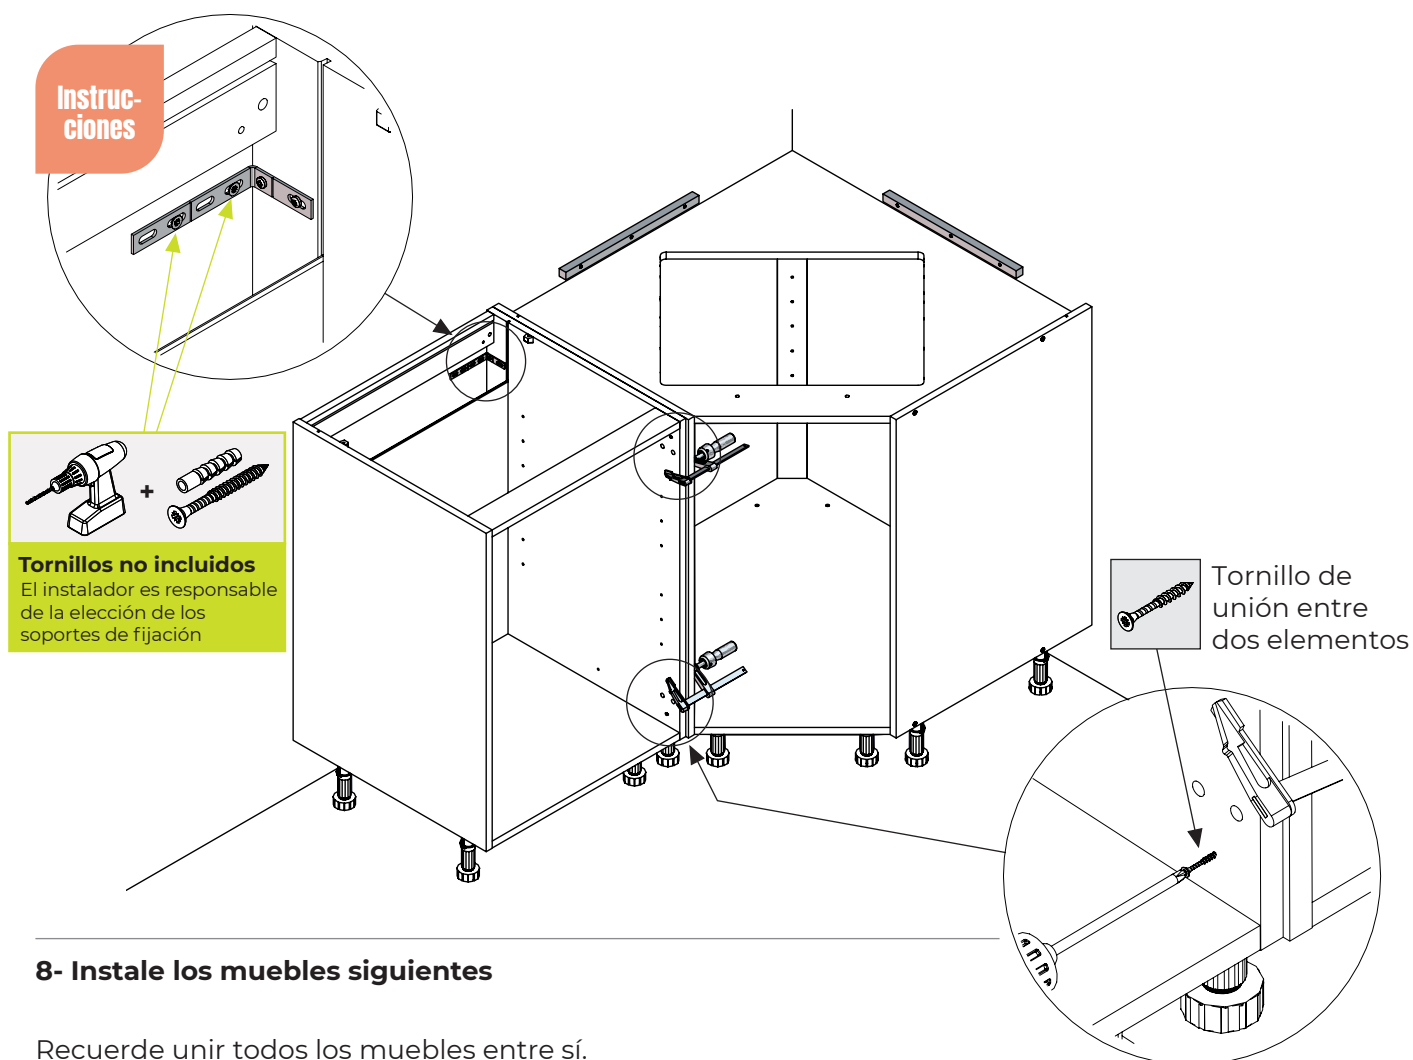 Instruc-
ciones
+
Tornillos no incluidos
El instalador es responsable
de la elección de los
soportes de fijación
Tornillo de
unión entre
dos elementos
8- Instale los muebles siguientes
Recuerde unir todos los muebles entre sí.